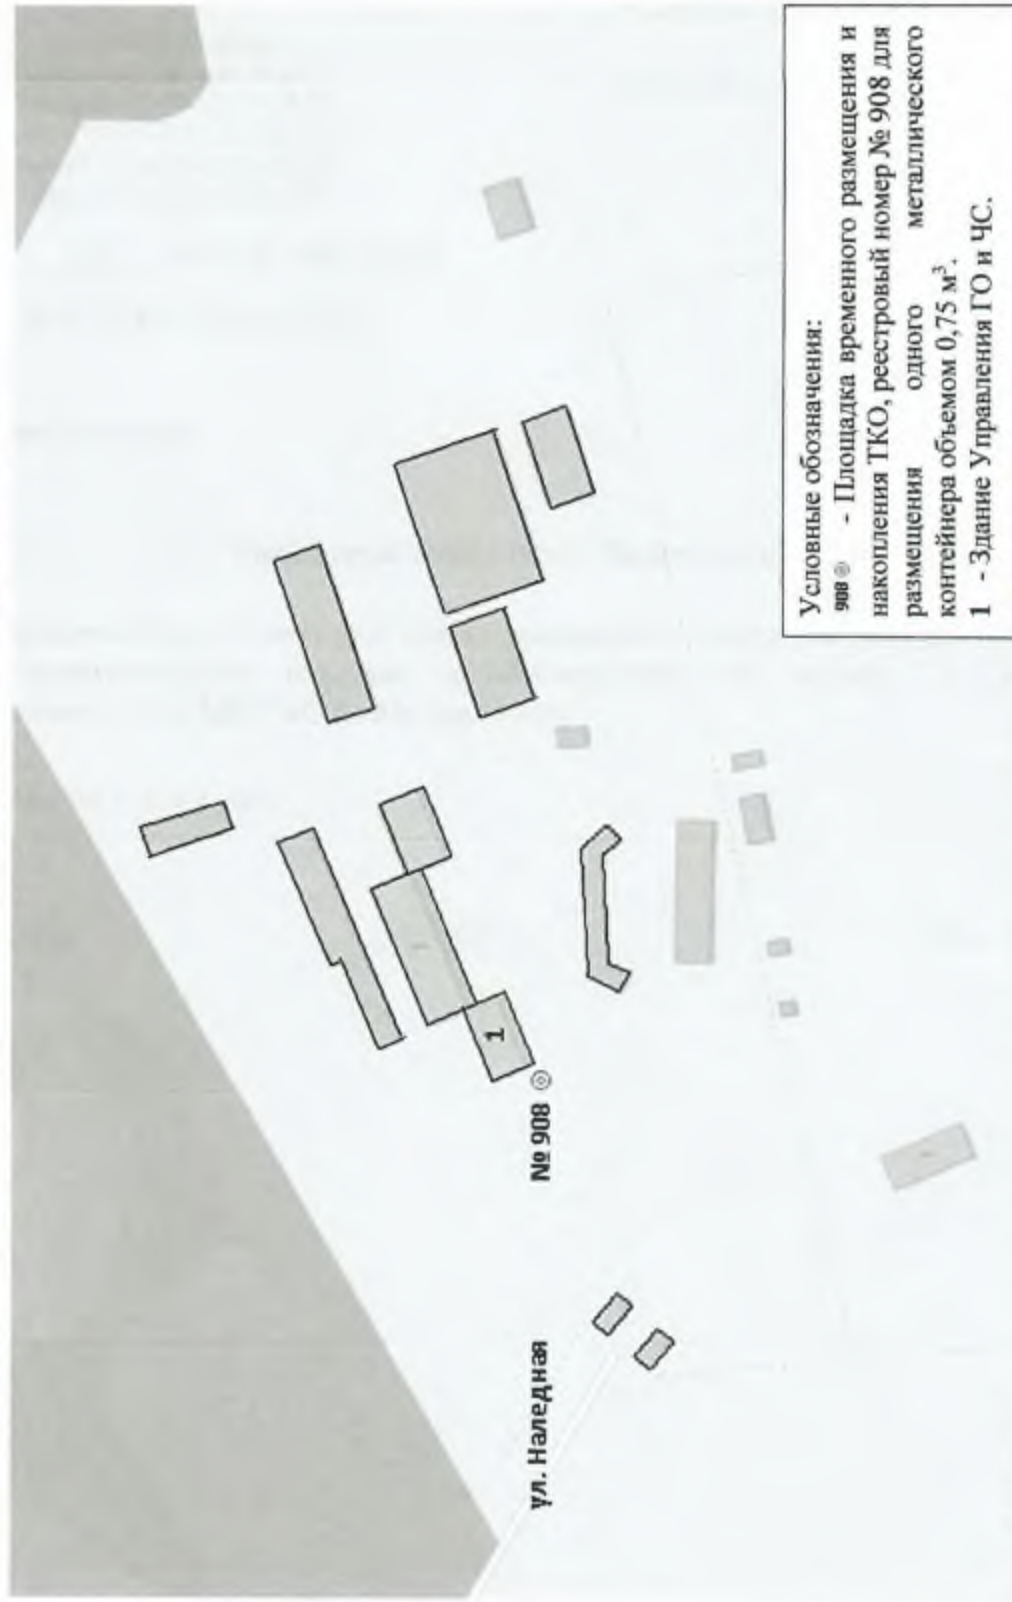 ул. Наледная
№ 908
1
Условные обозначения:
908 - Площадка временного размещения и
накопления ТКО, реестровый номер № 908 для
размещения одного металлического
контейнера объемом 0,75 м³.
1 - Здание Управления ГО и ЧС.